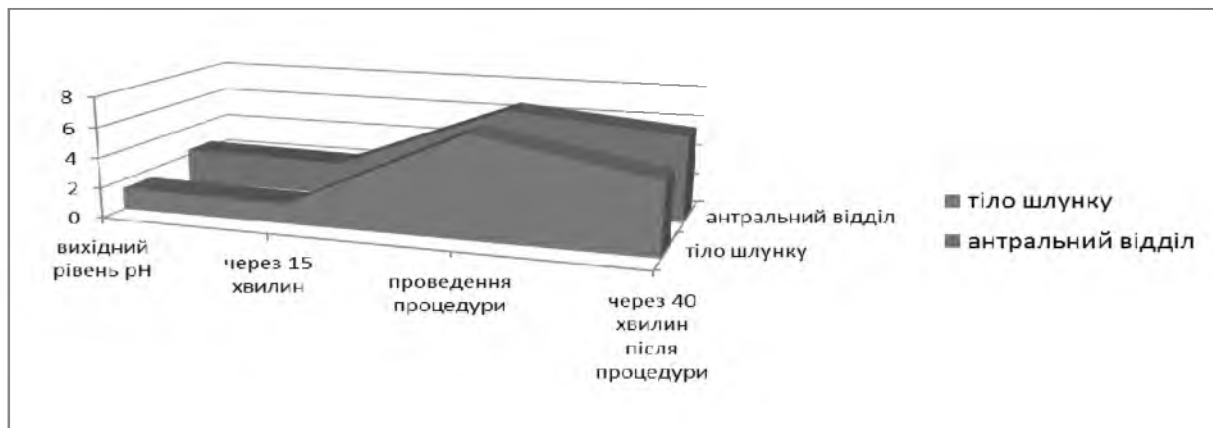 8
6
4
2
0
вихідний
рівень рН
через 15
хвилин
проведення
процедури
через 40
хвилин
після
процедури
антральний відділ
тіло шлунку
тіло шлунку
антральний відділ